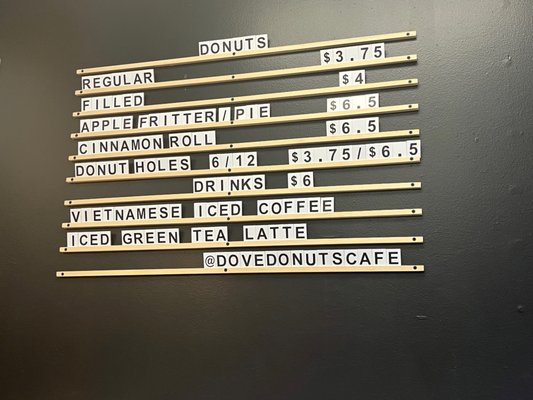 DONUTS
REGULAR $3.75
FILLED $4
APPLE FRITTER/PIE $6.5
CINNAMON ROLL $6.5
DONUT HOLES 6/12 $3.75/$6.5
DRINKS $6
VIETNAMESE ICED COFFEE
ICED GREEN TEA LATTE
@DOVEDONUTSCAFE